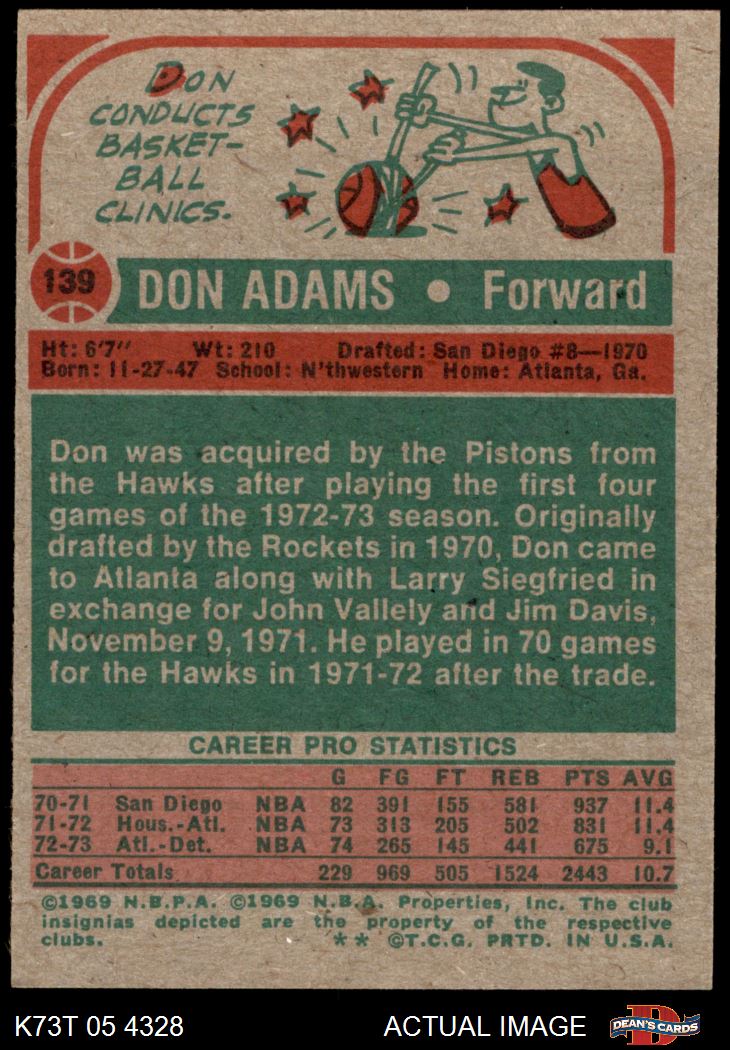 DON
CONDUCTS
BASKET-
BALL
CLINICS.
139 DON ADAMS • Forward
Ht: 6'7" Wt: 210 Drafted: San Diego #8—1970
Born: 11-27-47 School: N'thwestern Home: Atlanta, Ga.
Don was acquired by the Pistons from
the Hawks after playing the first four
games of the 1972-73 season. Originally
drafted by the Rockets in 1970, Don came
to Atlanta along with Larry Siegfried in
exchange for John Vallely and Jim Davis,
November 9, 1971. He played in 70 games
for the Hawks in 1971-72 after the trade.
CAREER PRO STATISTICS
G FG FT REB PTS AVG
70-71 San Diego NBA 82 391 155 581 937 11.4
71-72 Hous.-Atl. NBA 73 313 205 502 831 11.4
72-73 Atl.-Det. NBA 74 265 145 441 675 9.1
Career Totals 229 969 505 1524 2443 10.7
©1969 N.B.P.A. ©1969 N.B.A. Properties, Inc. The club
insignias depicted are the property of the respective
clubs. ** ©T.C.G. PRTD. IN U.S.A.
K73T 05 4328 ACTUAL IMAGE DEAN'S CARDS